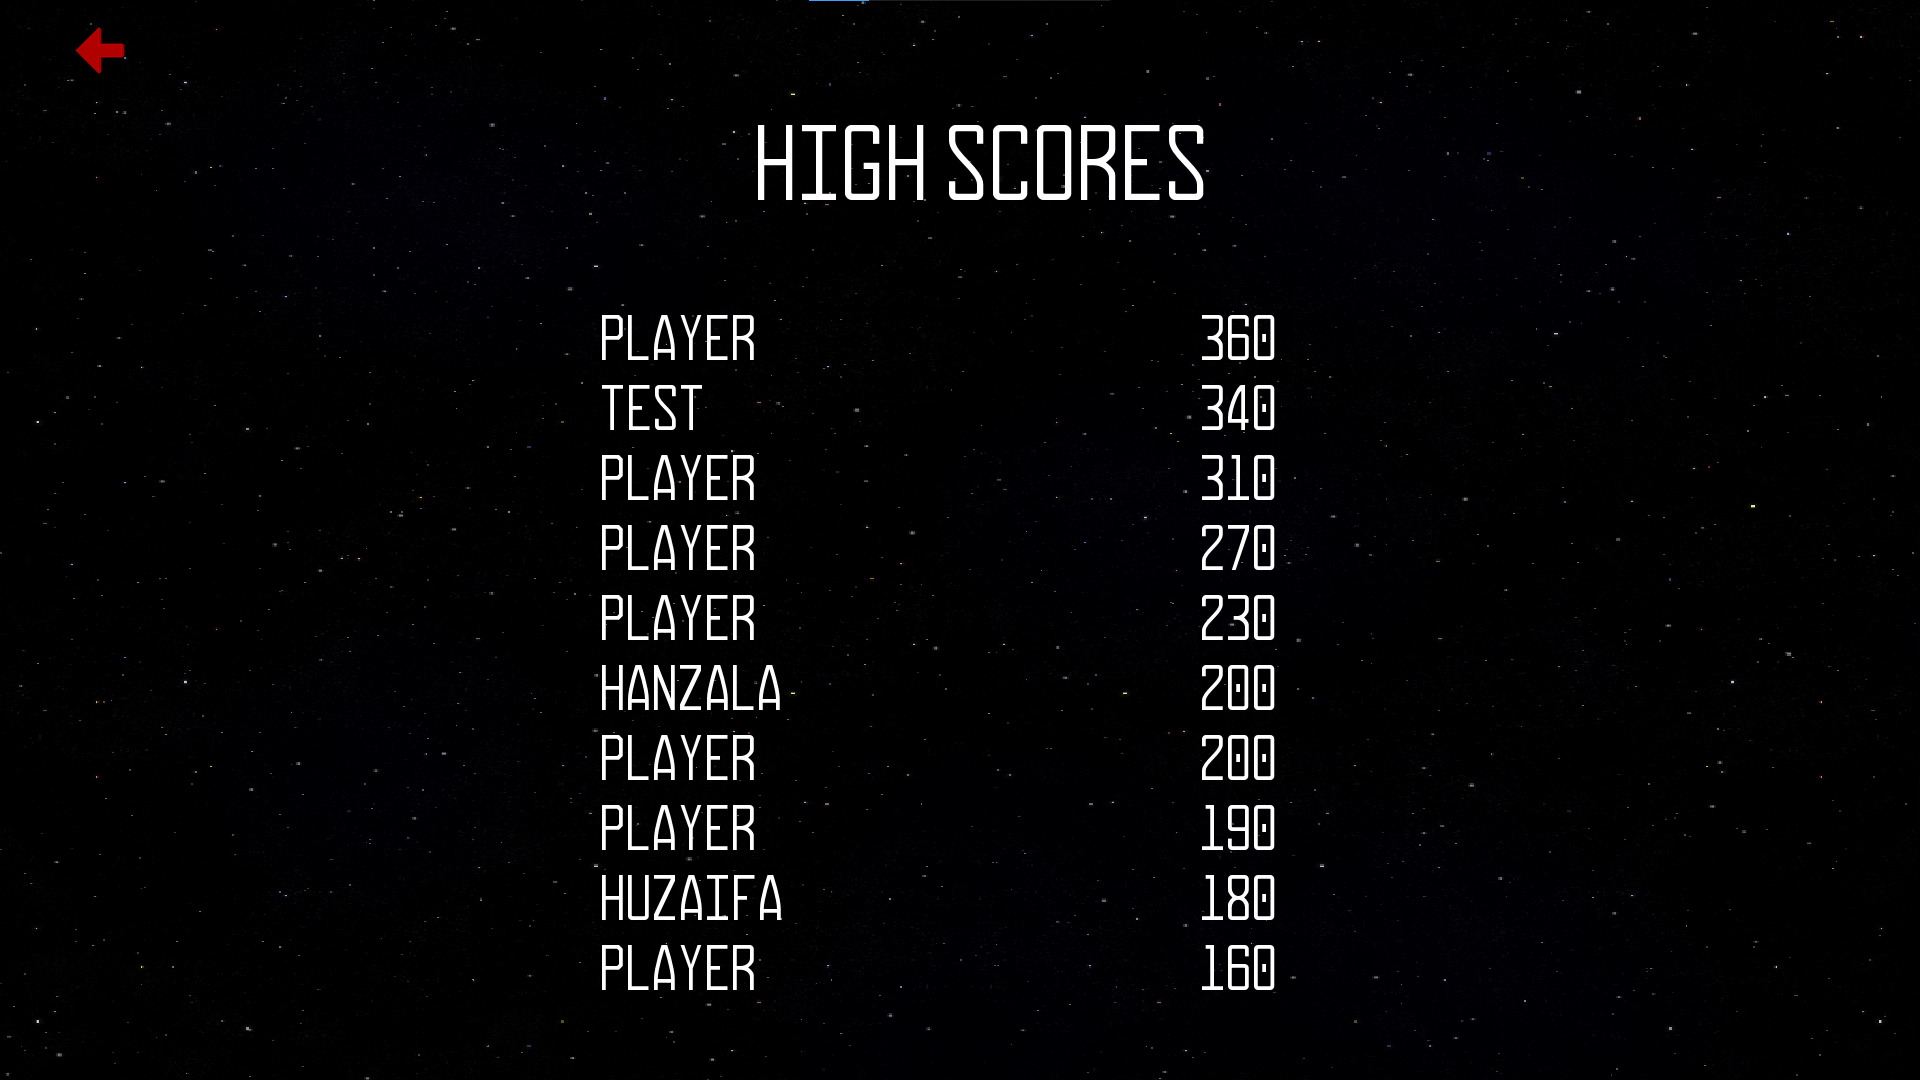 HIGH SCORES
PLAYER 360
TEST 340
PLAYER 310
PLAYER 270
PLAYER 230
HANZALA 200
PLAYER 200
PLAYER 190
HUZAIFA 180
PLAYER 160